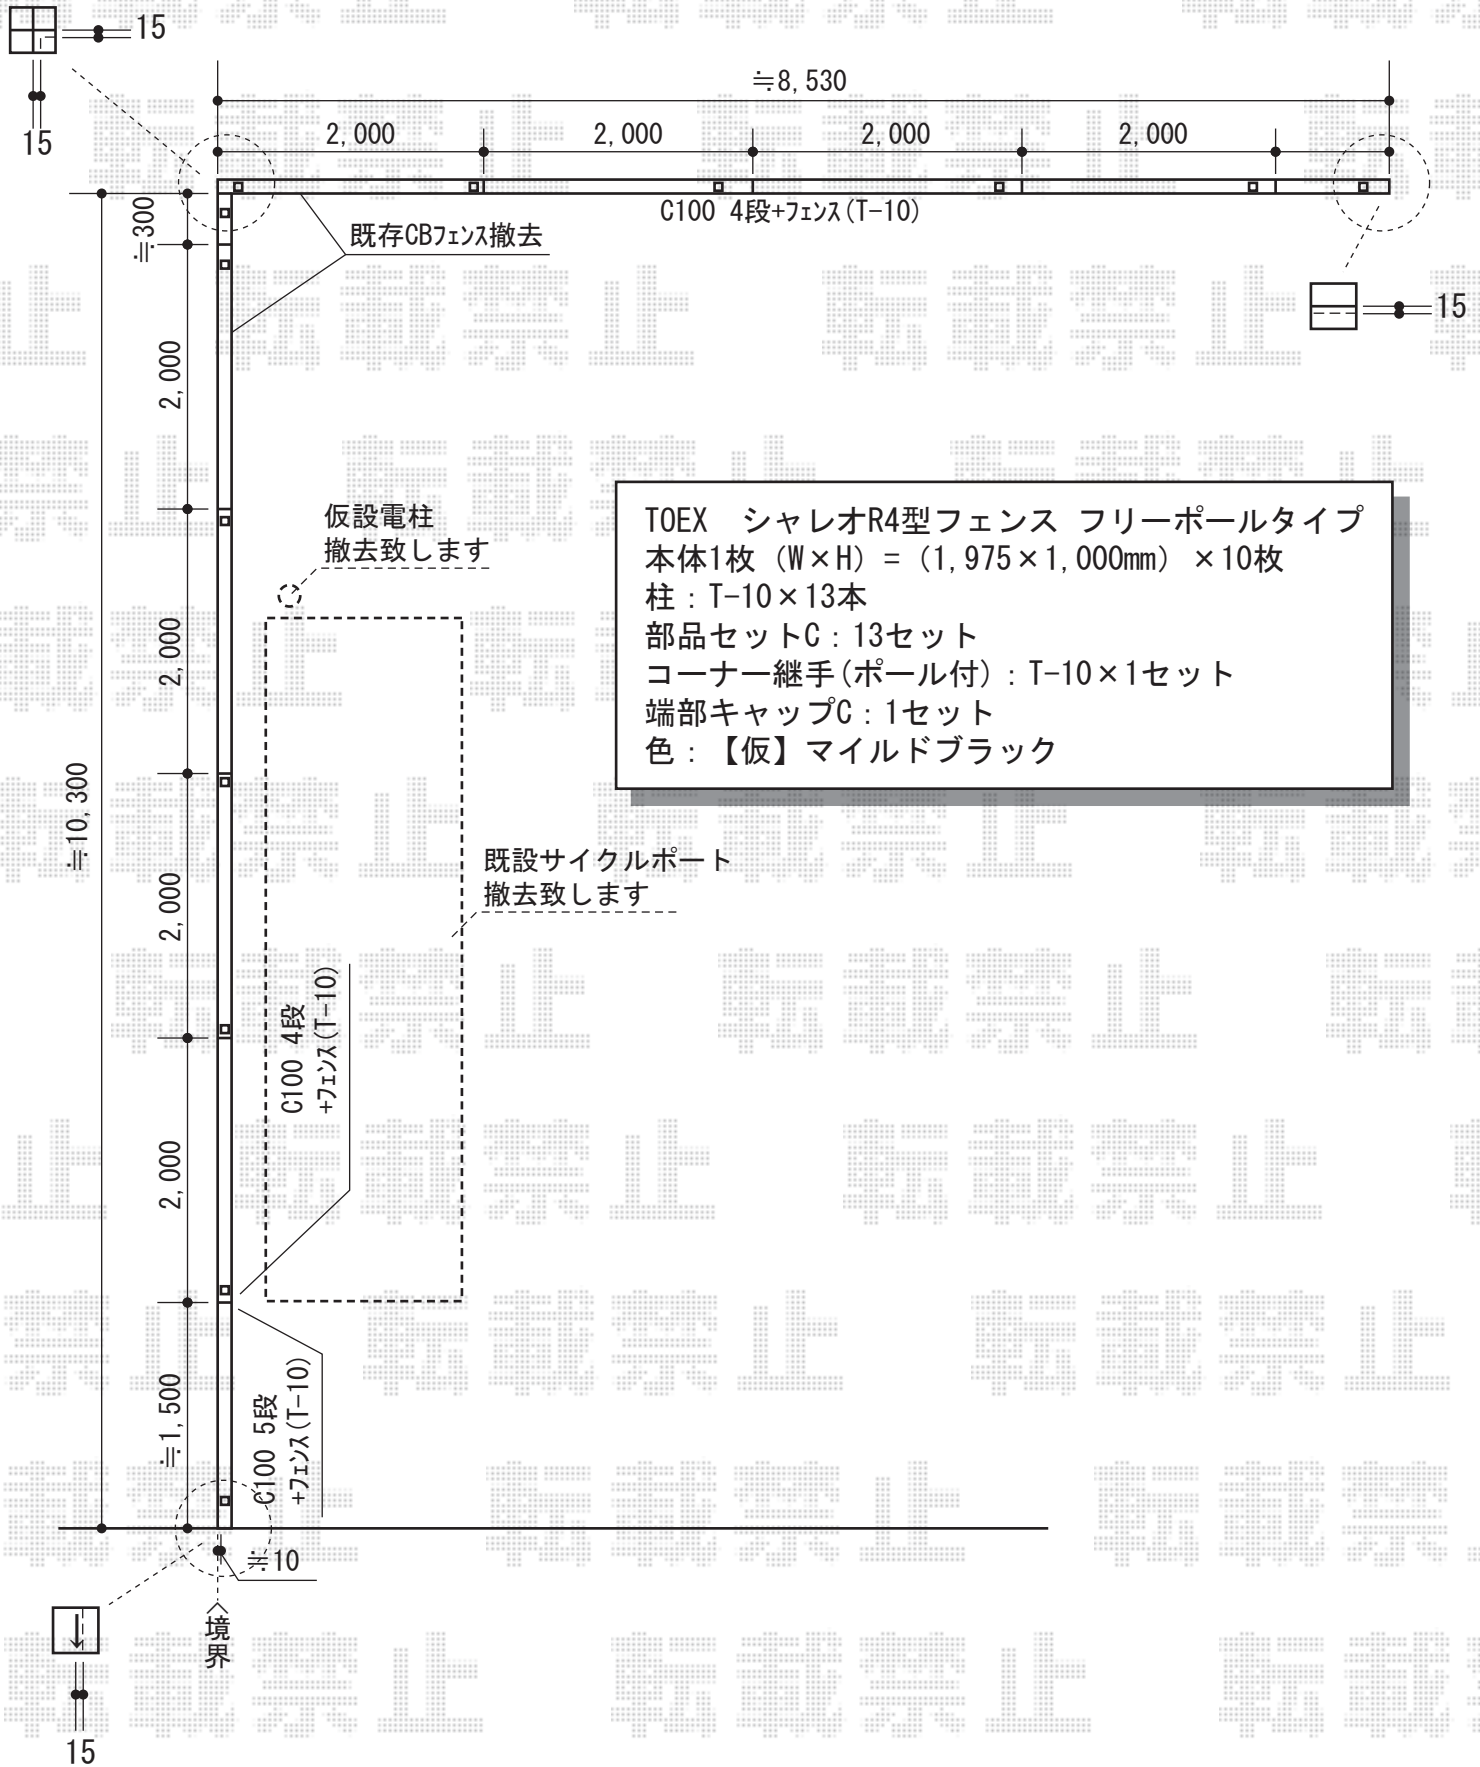 15
15
≒8,530
2,000
2,000
2,000
2,000
C100 4段+フェンス(T-10)
≒300
既存CBフェンス撤去
15
2,000
仮設電柱
撤去致します
TOEX シャレオR4型フェンス フリーポールタイプ
本体1枚 (W×H) = (1,975×1,000mm) ×10枚
柱：T-10×13本
部品セットC：13セット
コーナー継手(ポール付)：T-10×1セット
端部キャップC：1セット
色：【仮】マイルドブラック
2,000
≒10,300
既設サイクルポート
撤去致します
2,000
C100 4段
+フェンス(T-10)
2,000
≒1,500
C100 5段
+フェンス(T-10)
≒10
境界
15
転載禁止